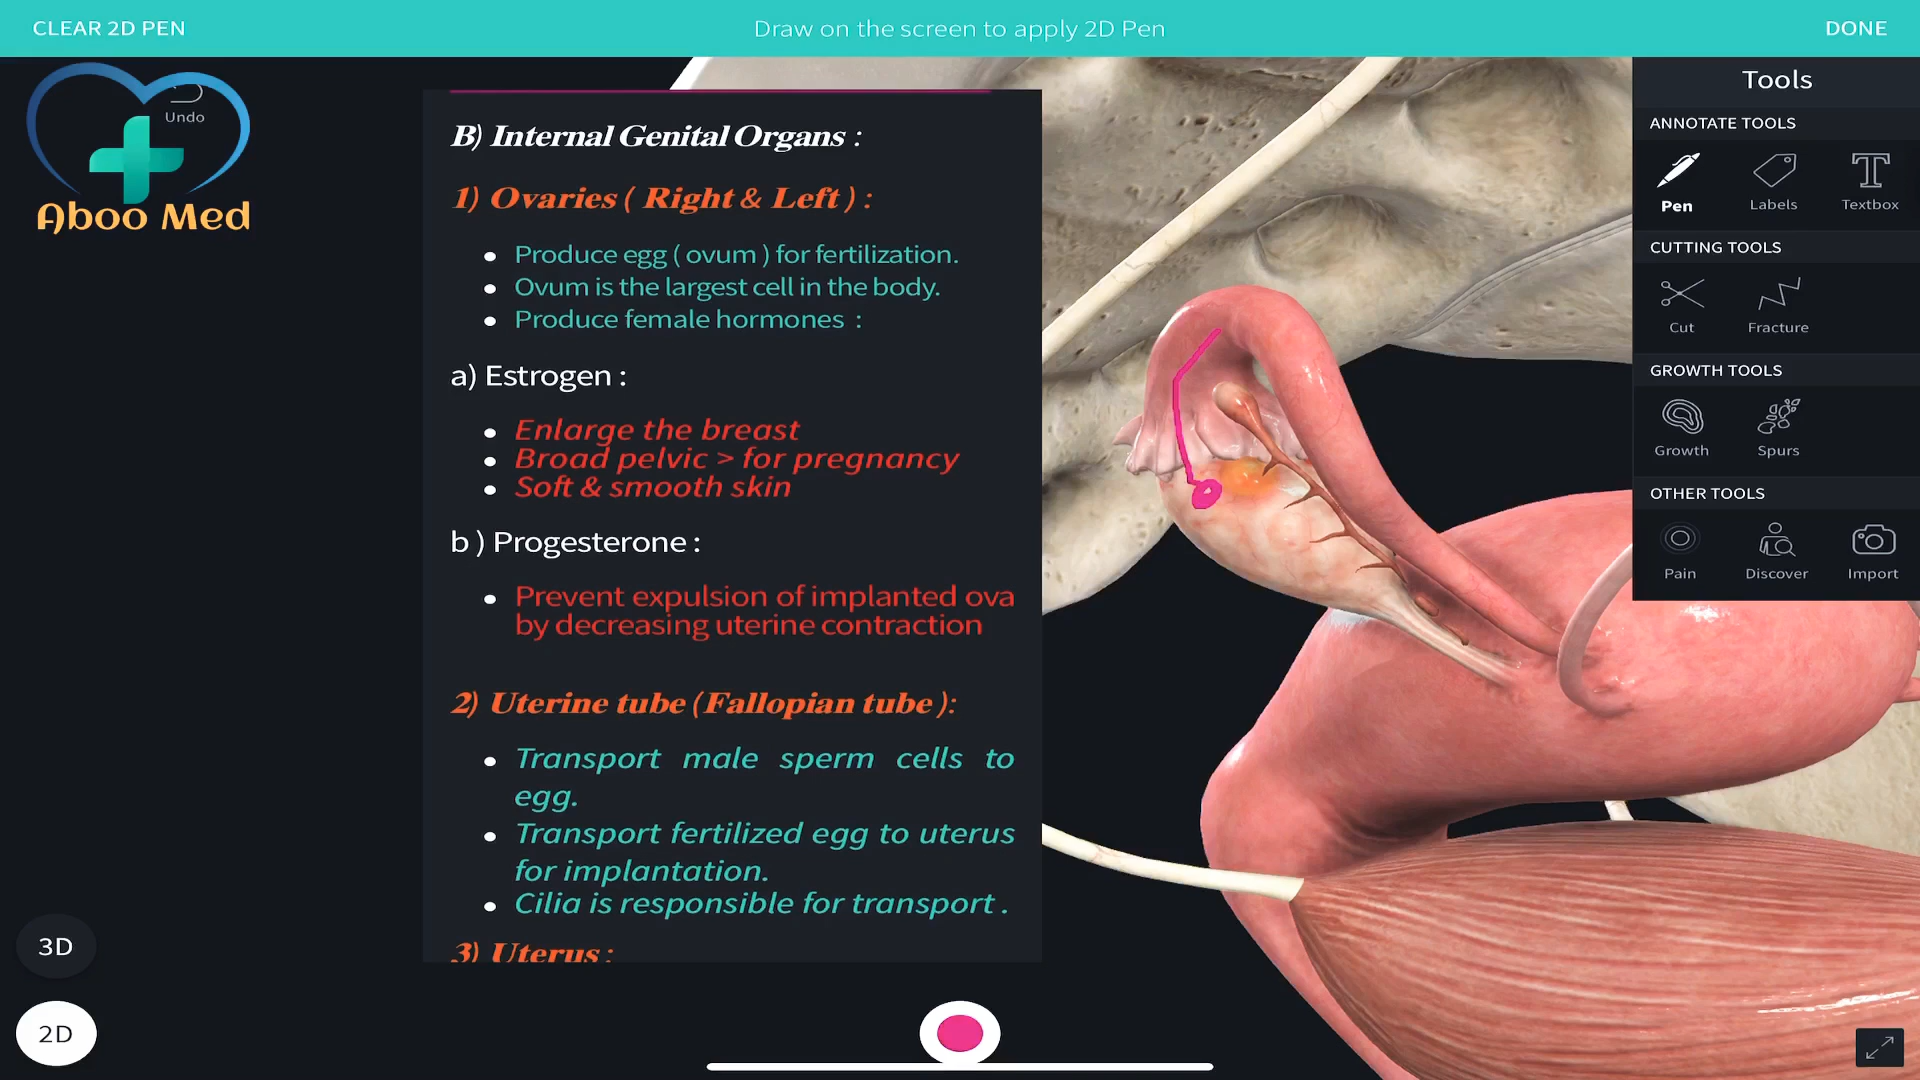 CLEAR 2D PEN
Draw on the screen to apply 2D Pen
DONE
Undo
Aboo Med
B) Internal Genital Organs :
1) Ovaries ( Right & Left ) :
Produce egg ( ovum ) for fertilization.
Ovum is the largest cell in the body.
Produce female hormones :
a) Estrogen :
Enlarge the breast
Broad pelvic > for pregnancy
Soft & smooth skin
b ) Progesterone :
Prevent expulsion of implanted ova
by decreasing uterine contraction
2) Uterine tube (Fallopian tube ):
Transport male sperm cells to
egg.
Transport fertilized egg to uterus
for implantation.
Cilia is responsible for transport .
3) Uterus :
Tools
ANNOTATE TOOLS
Pen Labels Textbox
CUTTING TOOLS
Cut Fracture
GROWTH TOOLS
Growth Spurs
OTHER TOOLS
Pain Discover Import
3D
2D